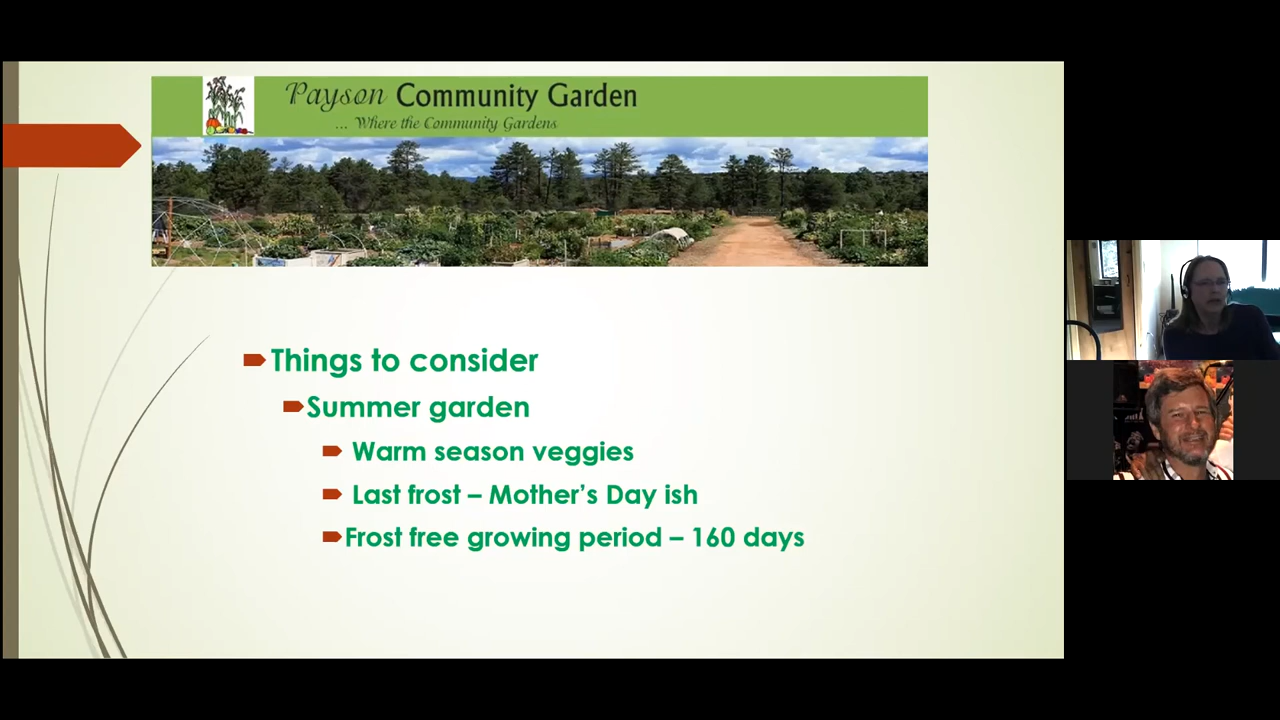 Payson Community Garden
... Where the Community Gardens
Things to consider
Summer garden
Warm season veggies
Last frost – Mother's Day ish
Frost free growing period – 160 days